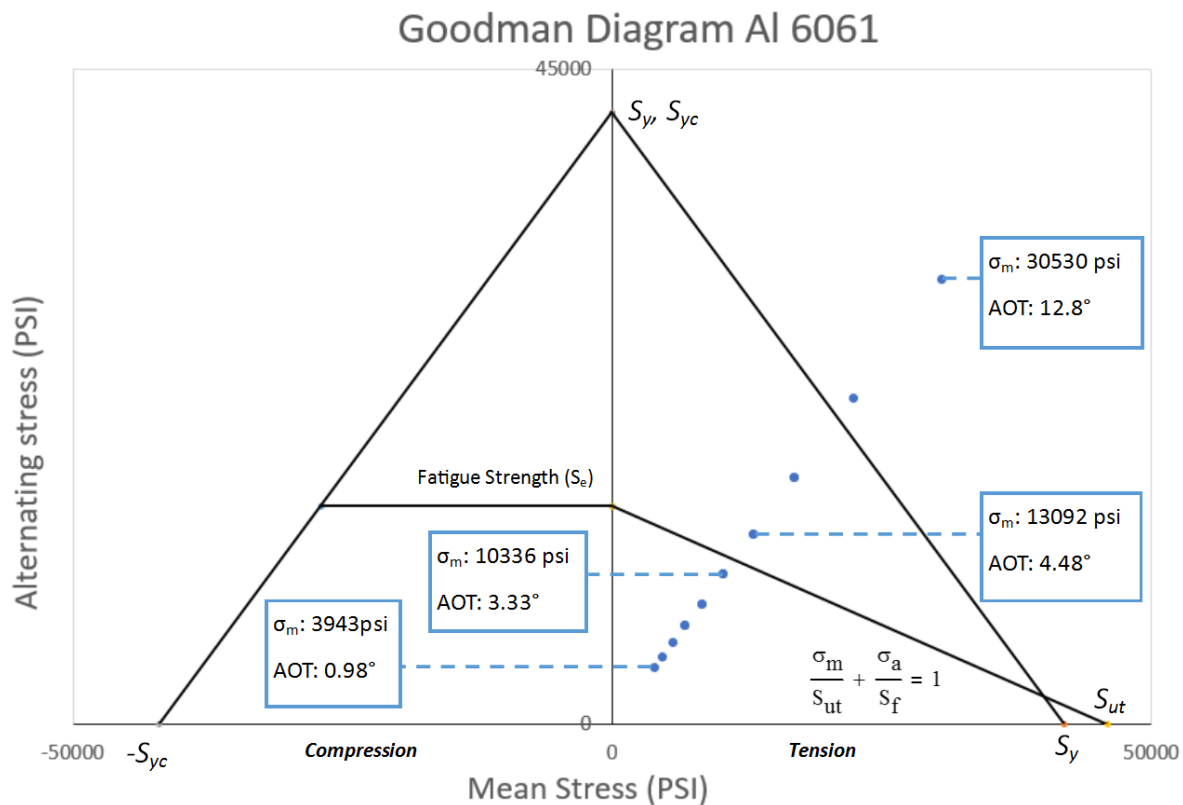 Goodman Diagram Al 6061
45000
Sy, Syc
σm: 30530 psi
AOT: 12.8°
Alternating stress (PSI)
Fatigue Strength (Se)
σm: 13092 psi
AOT: 4.48°
σm: 10336 psi
AOT: 3.33°
σm: 3943psi
AOT: 0.98°
σm/Sut + σa/Sf = 1
Sut
0
-50000
-Syc
Compression
0
Tension
Sy
50000
Mean Stress (PSI)